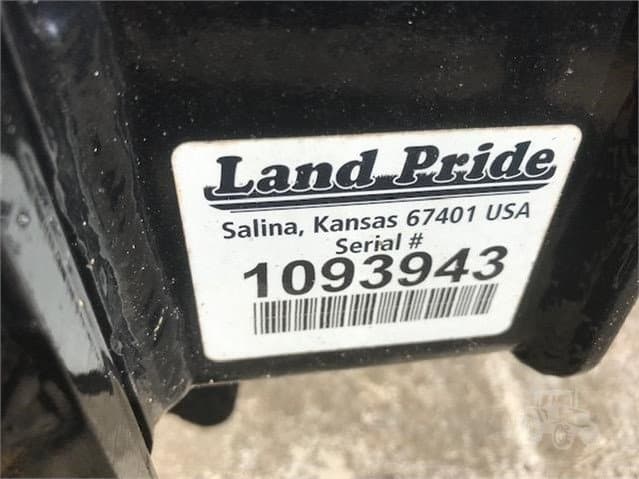 Land Pride
Salina, Kansas 67401 USA
Serial #
1093943